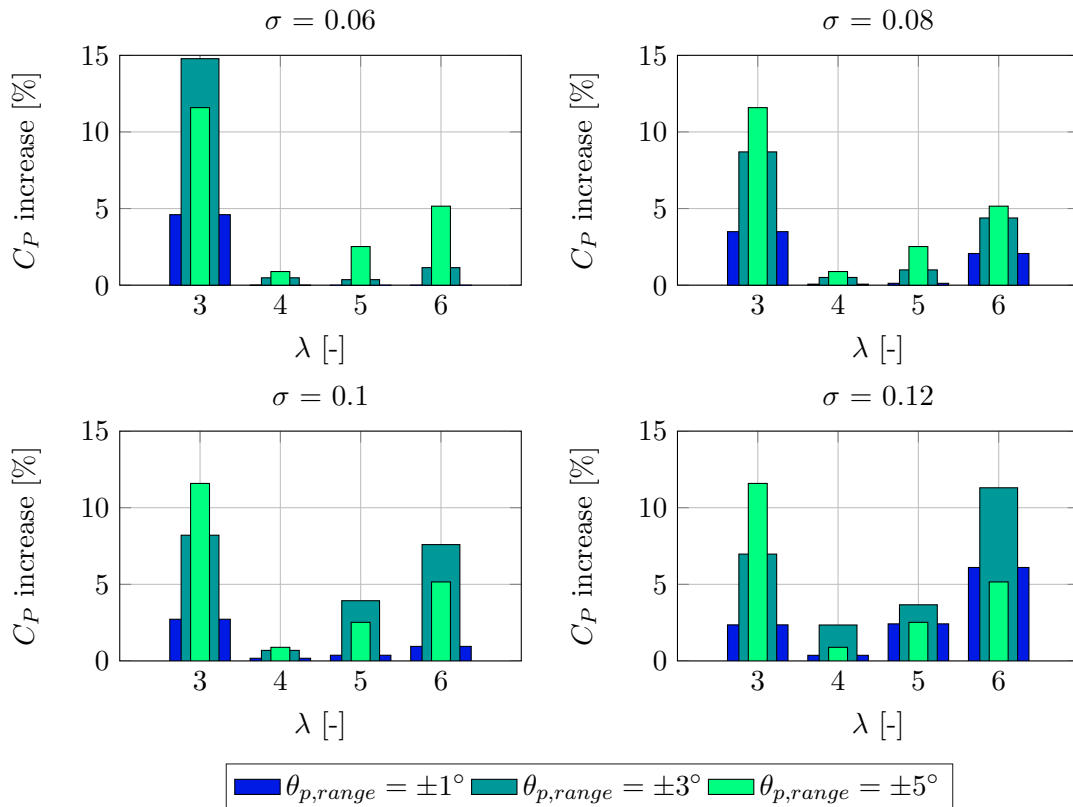 σ = 0.06
15
10
5
0
C_P increase [%]
3 4 5 6
λ [-]
σ = 0.08
15
10
5
0
C_P increase [%]
3 4 5 6
λ [-]
σ = 0.1
15
10
5
0
C_P increase [%]
3 4 5 6
λ [-]
σ = 0.12
15
10
5
0
C_P increase [%]
3 4 5 6
λ [-]
θ_{p,range} = ±1° θ_{p,range} = ±3° θ_{p,range} = ±5°